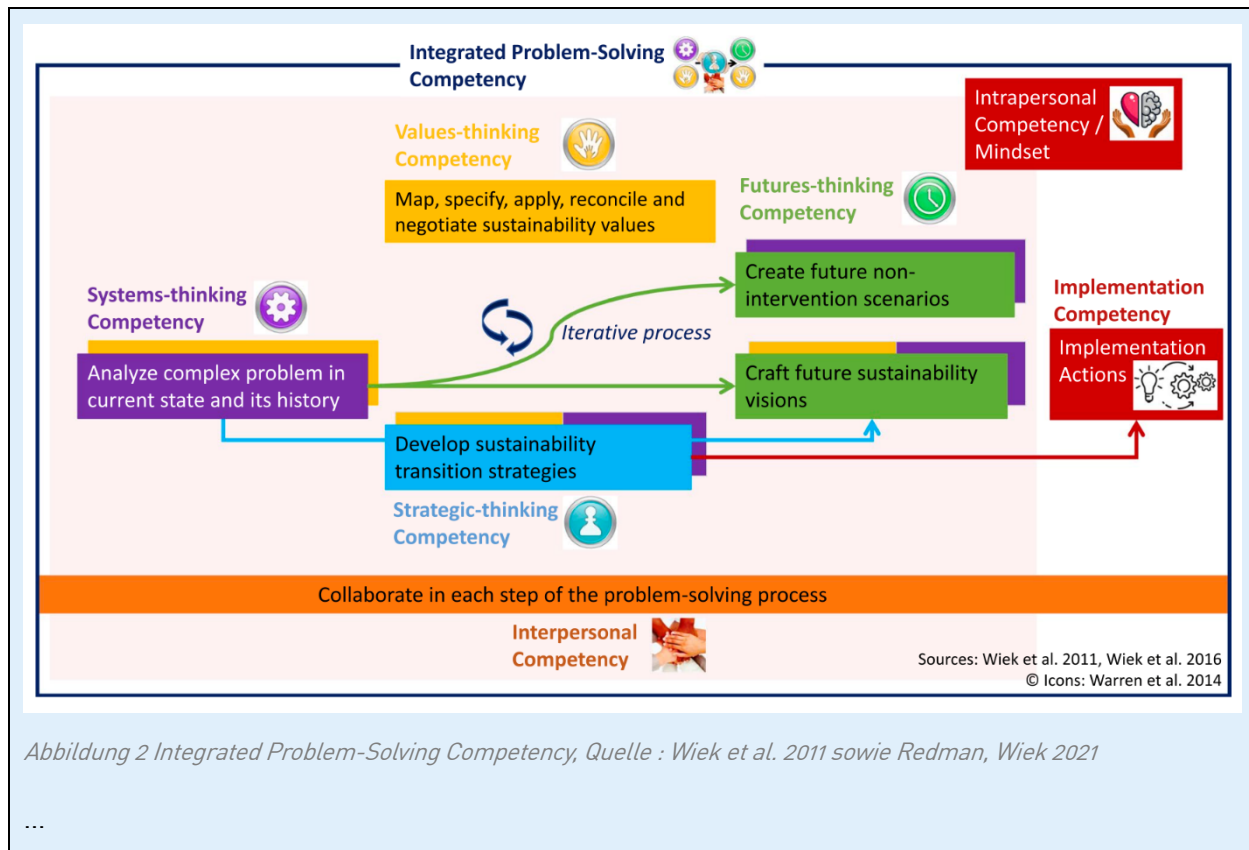 Integrated Problem-Solving
Competency
Intrapersonal
Competency /
Mindset
Values-thinking
Competency
Map, specify, apply, reconcile and
negotiate sustainability values
Futures-thinking
Competency
Create future non-
intervention scenarios
Systems-thinking
Competency
Iterative process
Implementation
Competency
Implementation
Actions
Analyze complex problem in
current state and its history
Craft future sustainability
visions
Develop sustainability
transition strategies
Strategic-thinking
Competency
Collaborate in each step of the problem-solving process
Interpersonal
Competency
Sources: Wiek et al. 2011, Wiek et al. 2016
© Icons: Warren et al. 2014
Abbildung 2 Integrated Problem-Solving Competency, Quelle : Wiek et al. 2011 sowie Redman, Wiek 2021
...